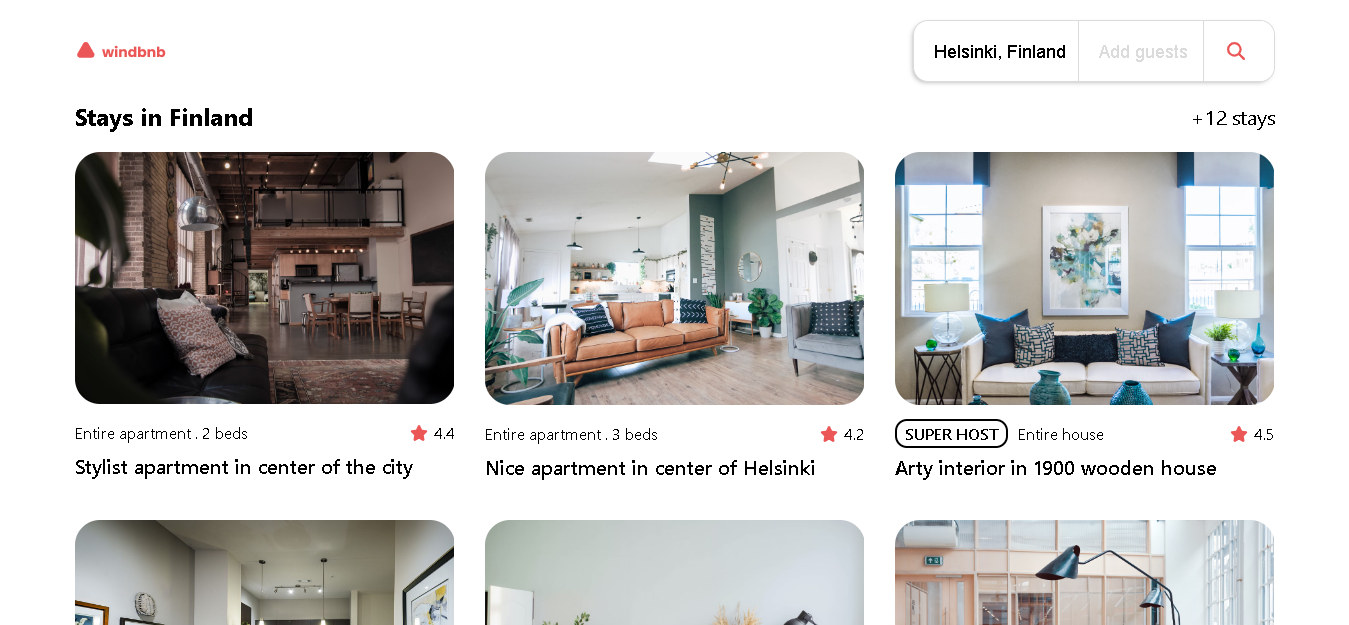 windbnb
Helsinki, Finland
Add guests
Stays in Finland
+12 stays
Entire apartment . 2 beds
4.4
Stylist apartment in center of the city
Entire apartment . 3 beds
4.2
Nice apartment in center of Helsinki
SUPER HOST
Entire house
4.5
Arty interior in 1900 wooden house